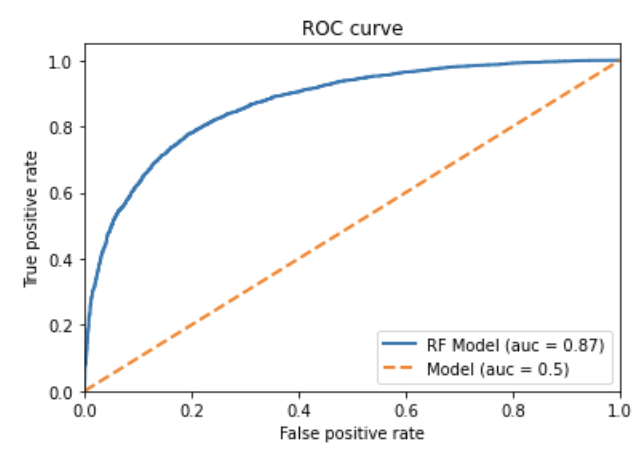 ROC curve
1.0
0.8
0.6
0.4
0.2
0.0
True positive rate
RF Model (auc = 0.87)
Model (auc = 0.5)
0.0 0.2 0.4 0.6 0.8 1.0
False positive rate